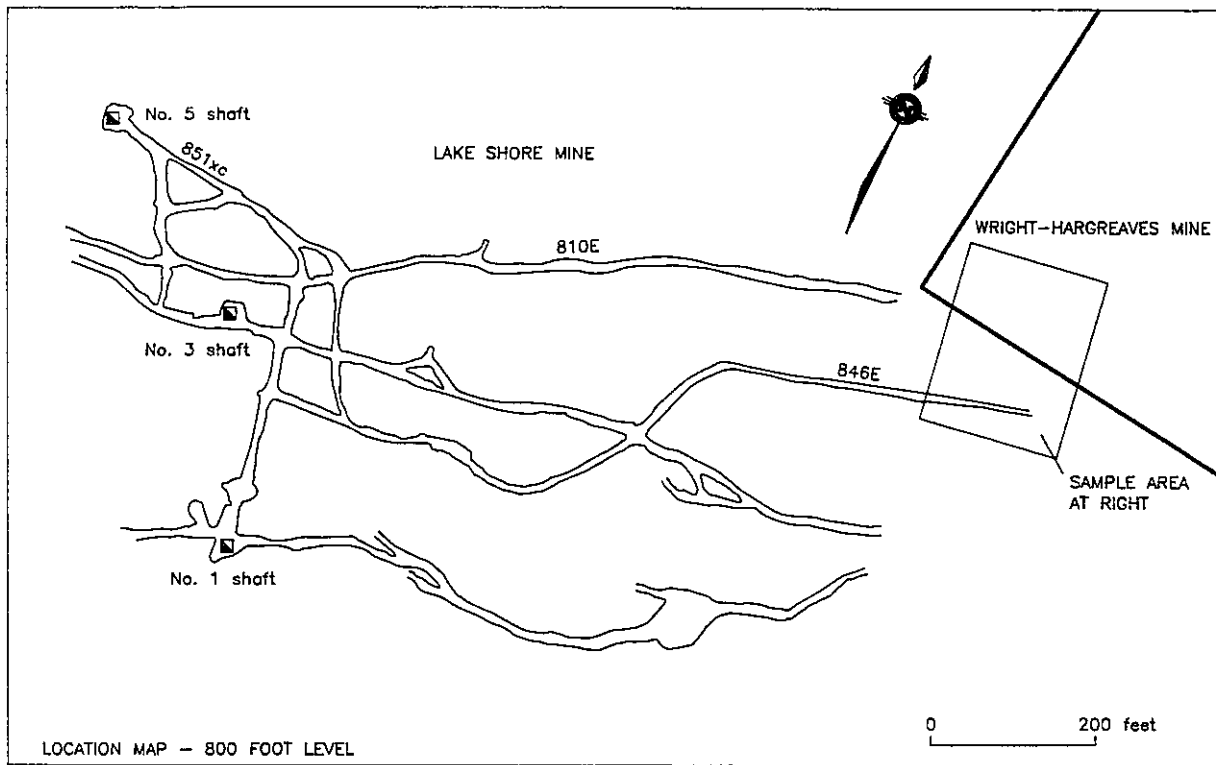 No. 5 shaft
851xc
LAKE SHORE MINE
WRIGHT-HARGREAVES MINE
810E
No. 3 shaft
846E
SAMPLE AREA
AT RIGHT
No. 1 shaft
0 200 feet
LOCATION MAP - 800 FOOT LEVEL